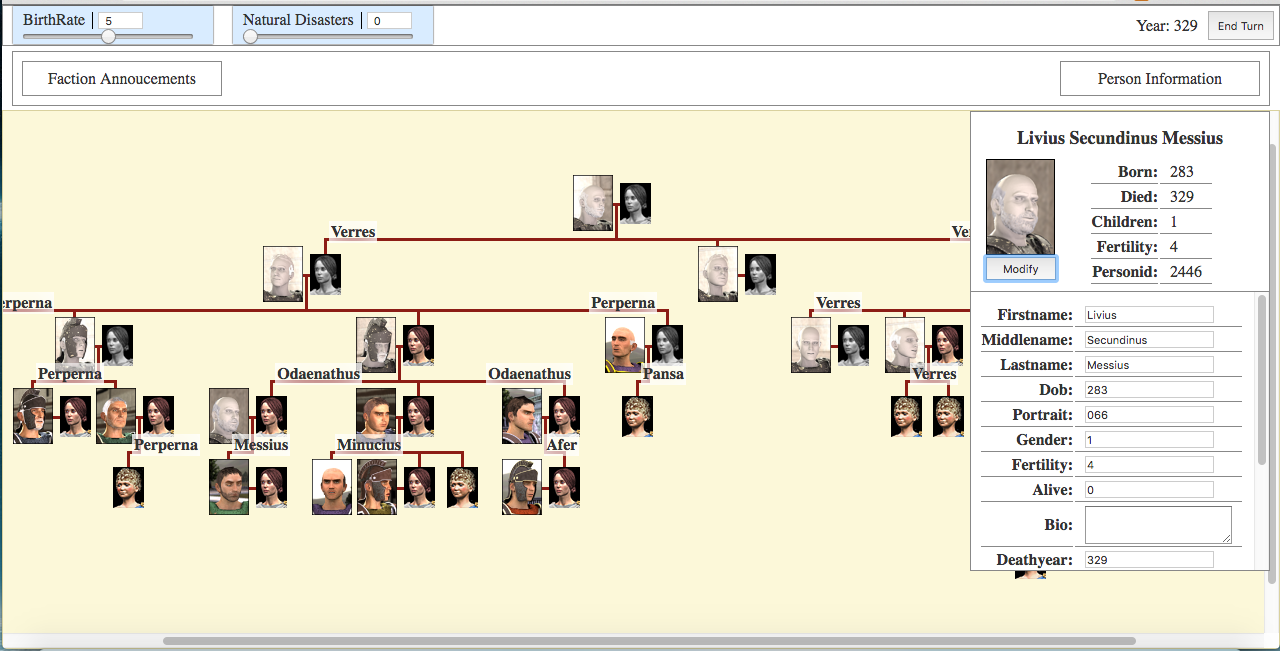 BirthRate | 5
Natural Disasters | 0
Year: 329
End Turn
Faction Annoucements
Person Information
Livius Secundinus Messius
Born: 283
Died: 329
Children: 1
Fertility: 4
Personid: 2446
Modify
Firstname: Livius
Middlename: Secundinus
Lastname: Messius
Dob: 283
Portrait: 066
Gender: 1
Fertility: 4
Alive: 0
Bio:
Deathyear: 329
Verres
Ve
erperna
Perperna
Verres
Perperna
Odaenathus
Odaenathus
Pansa
Verres
Perperna
Messius
Minucius
Afer